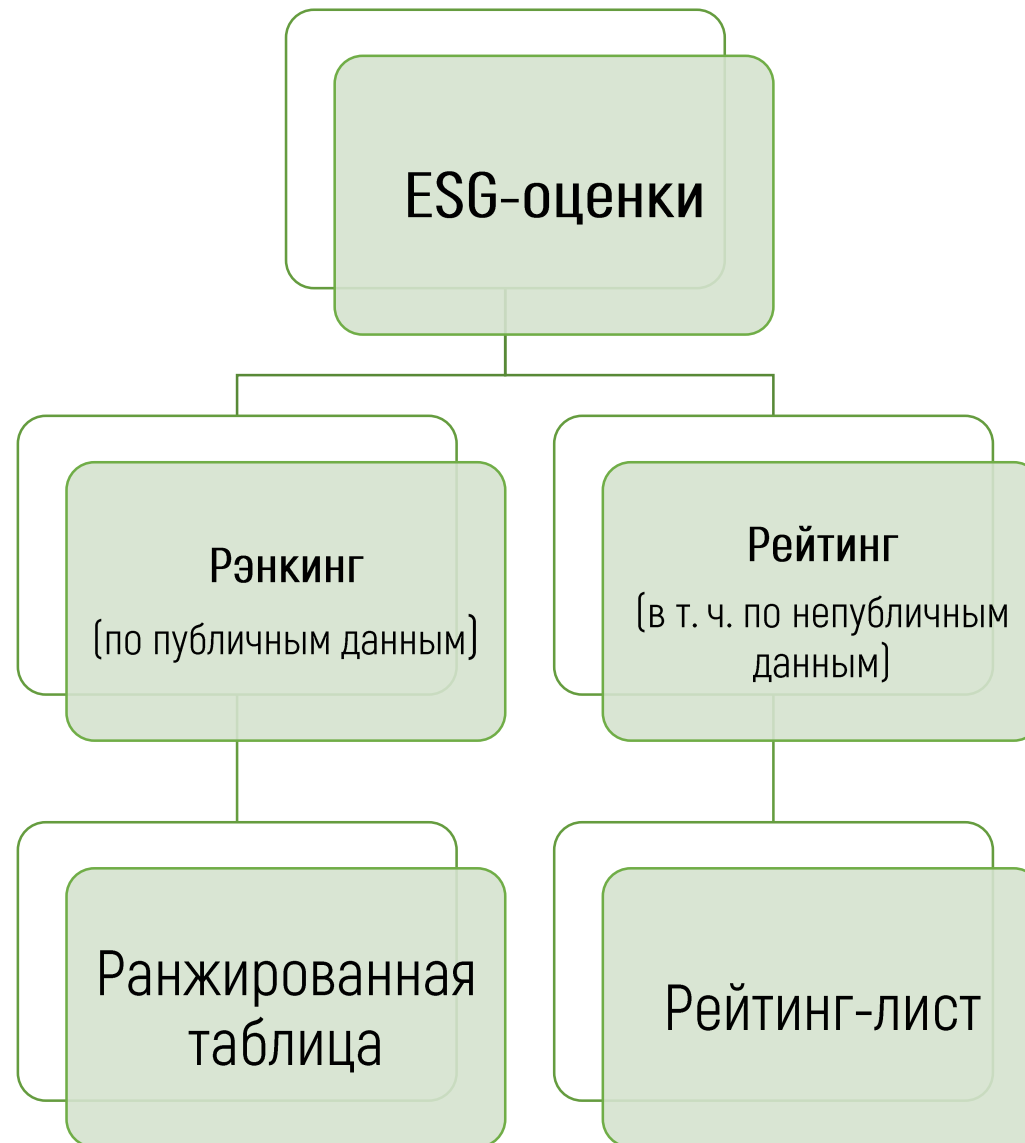 ESG-оценки
Рэнкинг
(по публичным данным)
Рейтинг
(в т. ч. по непубличным
данным)
Ранжированная
таблица
Рейтинг-лист